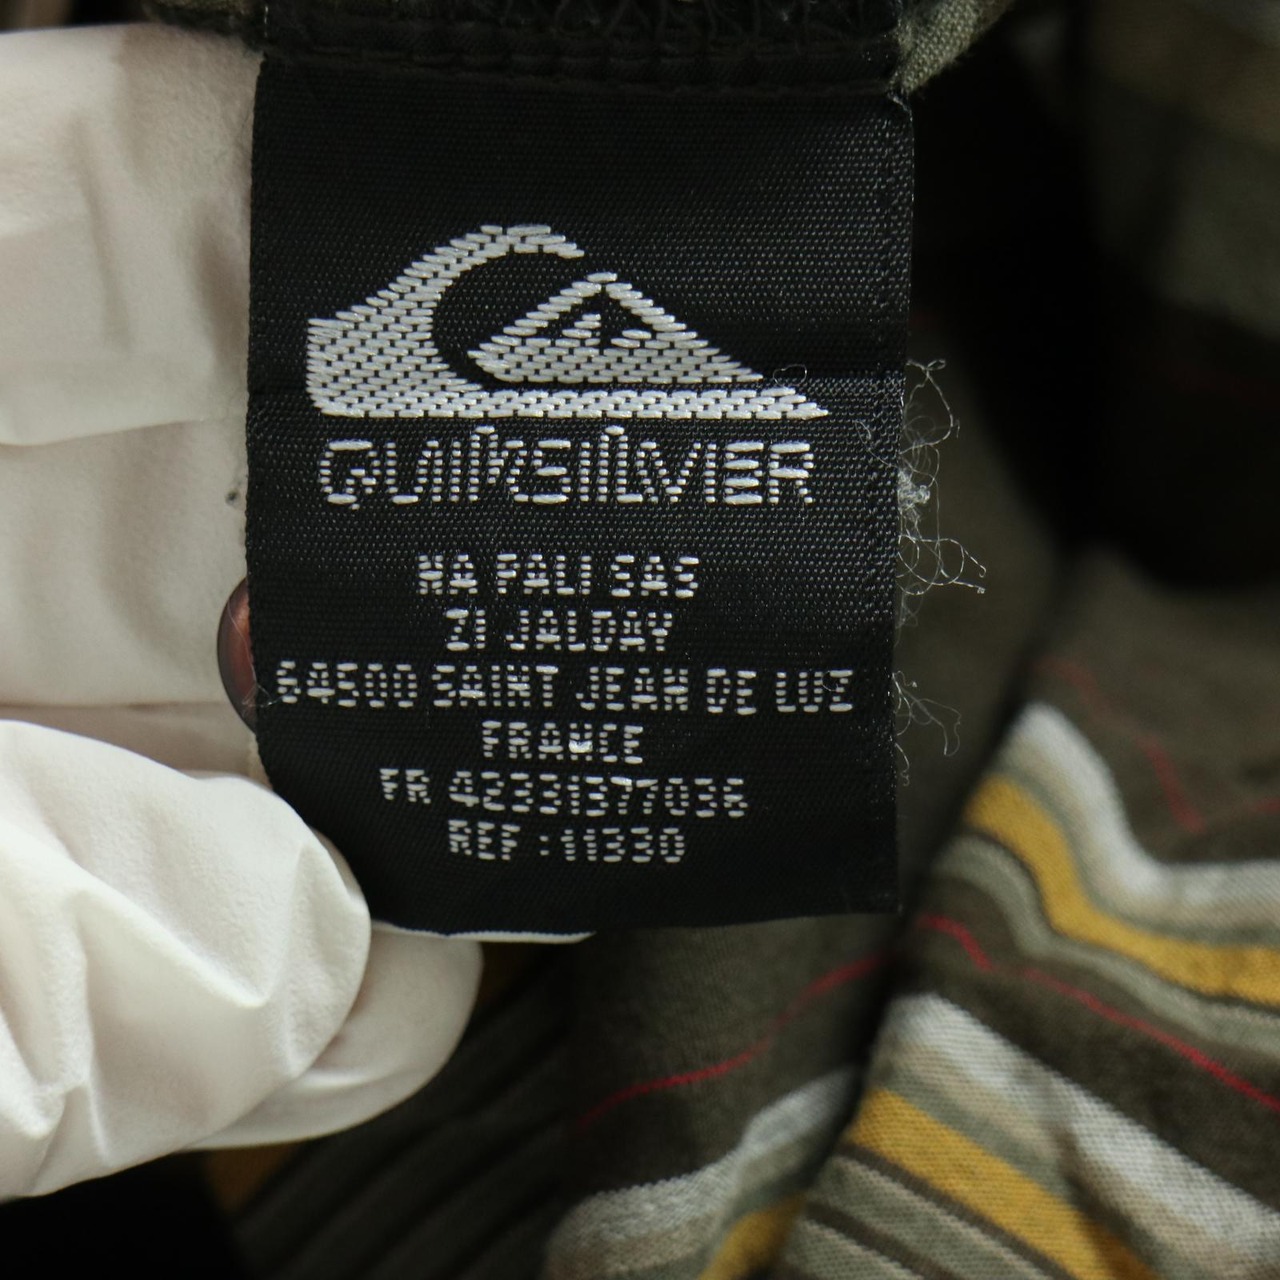 QUIKSILVER
NA PALI SAS
ZI JALDAY
64500 SAINT JEAN DE LUZ
FRANCE
FR 42331377036
REF : 11330